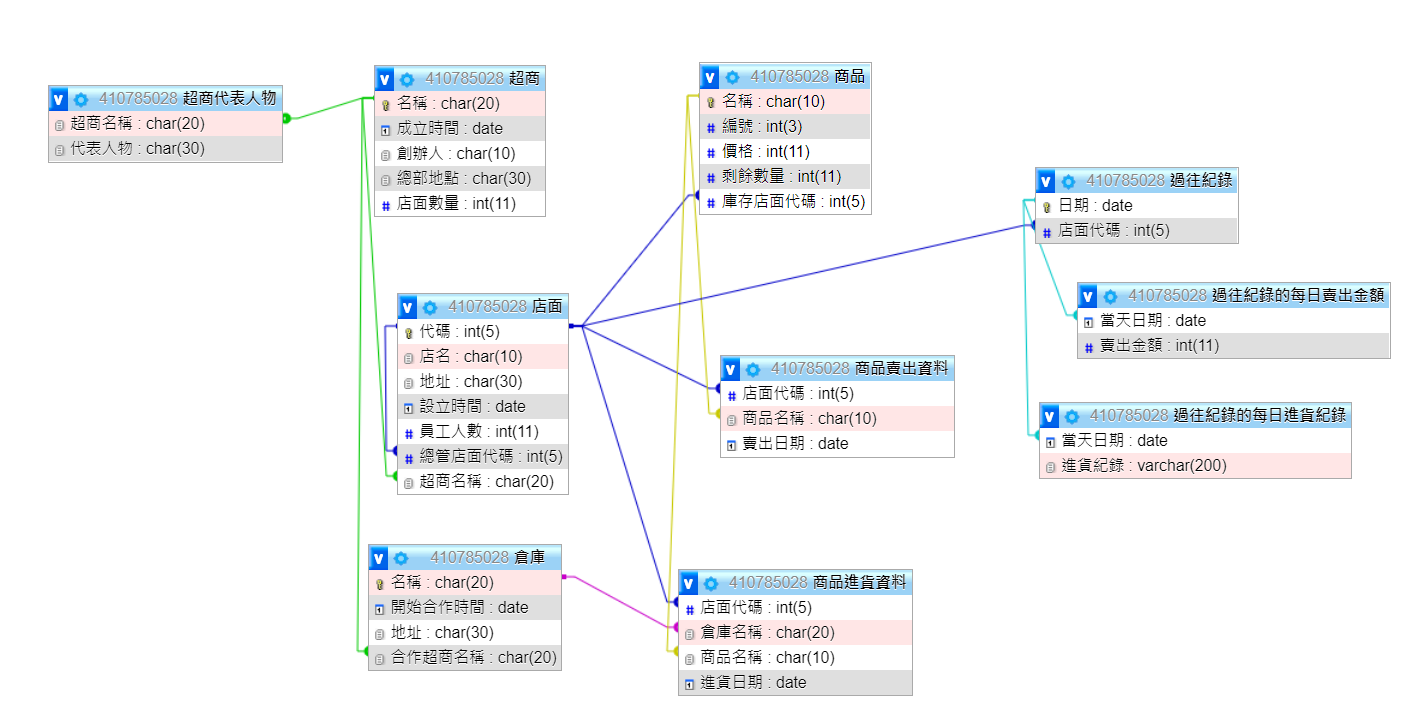 410785028 超商代表人物
超商名稱 : char(20)
代表人物 : char(30)
410785028 超商
名稱 : char(20)
成立時間 : date
創辦人 : char(10)
總部地點 : char(30)
店面數量 : int(11)
410785028 商品
名稱 : char(10)
編號 : int(3)
價格 : int(11)
剩餘數量 : int(11)
庫存店面代碼 : int(5)
410785028 過往紀錄
日期 : date
店面代碼 : int(5)
410785028 過往紀錄的每日賣出金額
當天日期 : date
賣出金額 : int(11)
410785028 店面
代碼 : int(5)
店名 : char(10)
地址 : char(30)
設立時間 : date
員工人數 : int(11)
總管店面代碼 : int(5)
超商名稱 : char(20)
410785028 商品賣出資料
店面代碼 : int(5)
商品名稱 : char(10)
賣出日期 : date
410785028 過往紀錄的每日進貨紀錄
當天日期 : date
進貨紀錄 : varchar(200)
410785028 倉庫
名稱 : char(20)
開始合作時間 : date
地址 : char(30)
合作超商名稱 : char(20)
410785028 商品進貨資料
店面代碼 : int(5)
倉庫名稱 : char(20)
商品名稱 : char(10)
進貨日期 : date